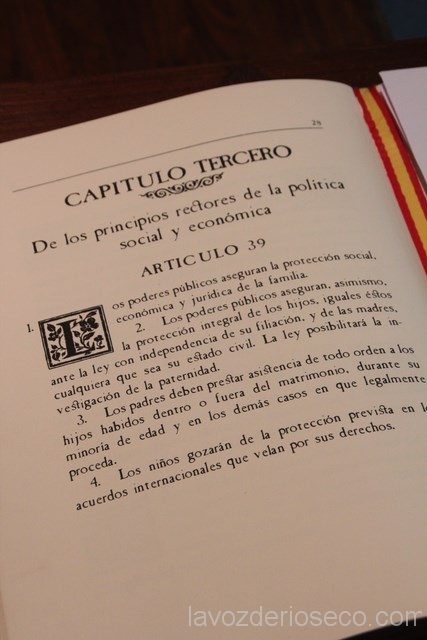 26
CAPITULO TERCERO
De los principios rectores de la política
social y económica
ARTICULO 39
1. Los poderes públicos aseguran la protección social,
económica y jurídica de la familia.
2. Los poderes públicos aseguran, asimismo,
la protección integral de los hijos, iguales éstos
ante la ley con independencia de su filiación, y de las madres,
cualquiera que sea su estado civil. La ley posibilitará la in-
vestigación de la paternidad.
3. Los padres deben prestar asistencia de todo orden a los
hijos habidos dentro o fuera del matrimonio, durante su
minoría de edad y en los demás casos en que legalmente
proceda.
4. Los niños gozarán de la protección prevista en
acuerdos internacionales que velan por sus derechos.
lavozderioseco.com